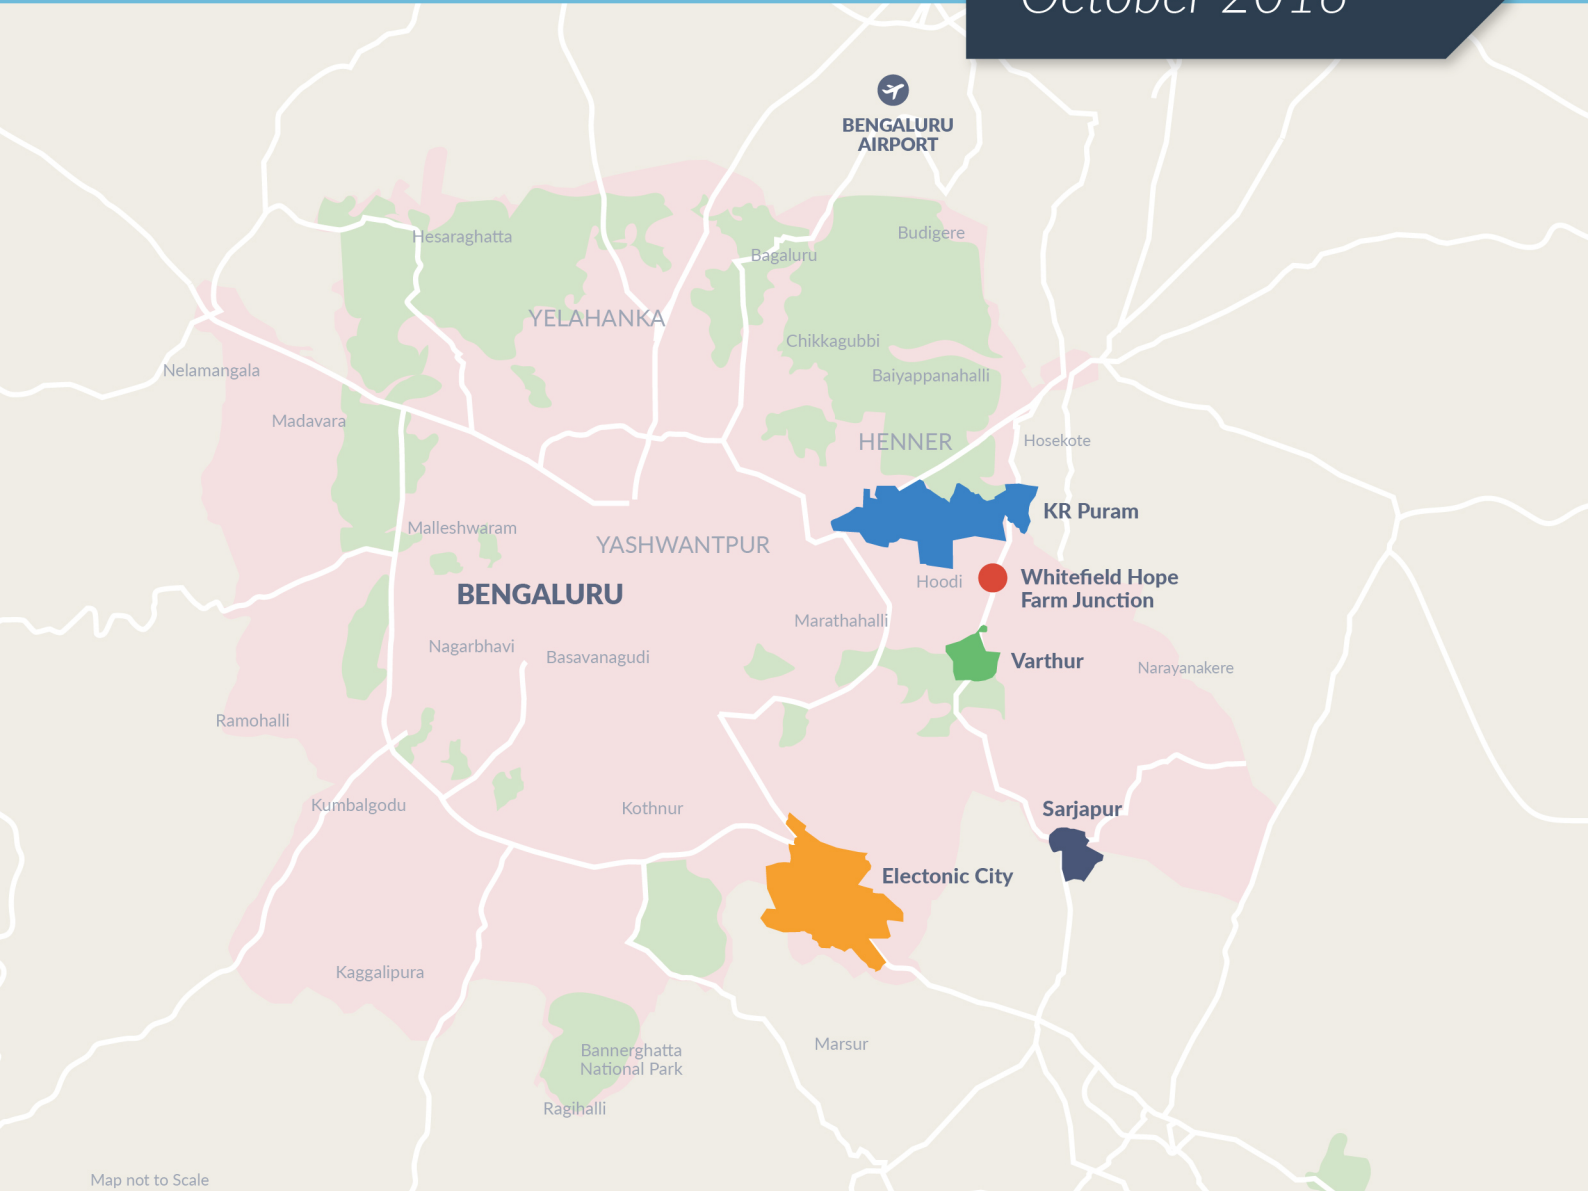 October 2018
BENGALURU
AIRPORT
Budigere
Hesaraghatta
Bagaluru
YELAHANKA
Chikkagubbi
Nelamangala
Baiyappanahalli
Madavara
HENNER
Hosekote
KR Puram
Malleshwaram
YASHWANTPUR
Hoodi
Whitefield Hope
Farm Junction
BENGALURU
Marathahalli
Nagarbhavi
Basavanagudi
Varthur
Narayanakere
Ramohalli
Kumbalgodu
Kothnur
Sarjapur
Electonic City
Kaggalipura
Marsur
Bannerghatta
National Park
Ragihalli
Map not to Scale